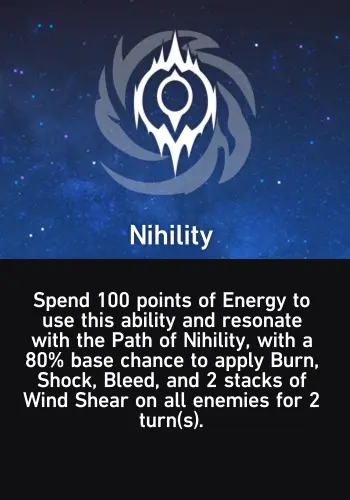 Nihility
Spend 100 points of Energy to
use this ability and resonate
with the Path of Nihility, with a
80% base chance to apply Burn,
Shock, Bleed, and 2 stacks of
Wind Shear on all enemies for 2
turn(s).